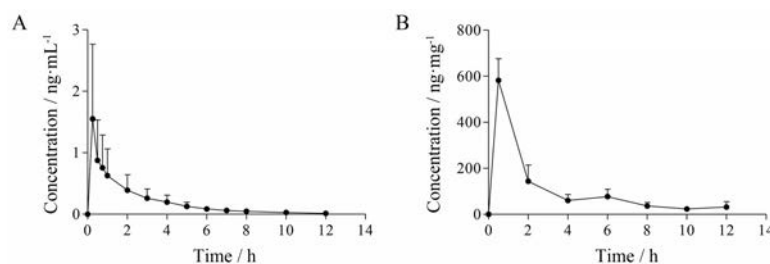 A
Concentration / ng·mL-1
3
2
1
0
0 2 4 6 8 10 12 14
Time / h
B
Concentration / ng·mg-1
800
600
400
200
0
0 2 4 6 8 10 12 14
Time / h